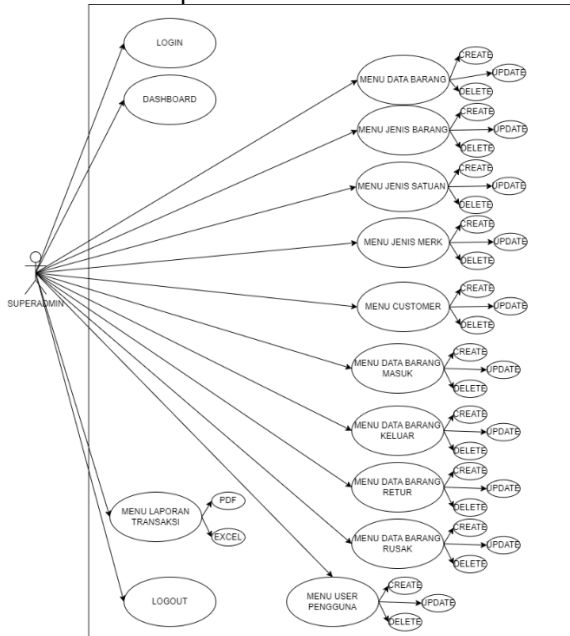 LOGIN
DASHBOARD
MENU DATA BARANG
CREATE
UPDATE
DELETE
MENU JENIS BARANG
CREATE
UPDATE
DELETE
MENU JENIS SATUAN
CREATE
UPDATE
DELETE
MENU JENIS MERK
CREATE
UPDATE
DELETE
SUPERADMIN
MENU CUSTOMER
CREATE
UPDATE
DELETE
MENU DATA BARANG
MASUK
CREATE
UPDATE
DELETE
MENU DATA BARANG
KELUAR
CREATE
UPDATE
DELETE
MENU DATA BARANG
RETUR
CREATE
UPDATE
DELETE
MENU LAPORAN
TRANSAKSI
PDF
EXCEL
MENU DATA BARANG
RUSAK
CREATE
UPDATE
DELETE
LOGOUT
MENU USER
PENGGUNA
CREATE
UPDATE
DELETE